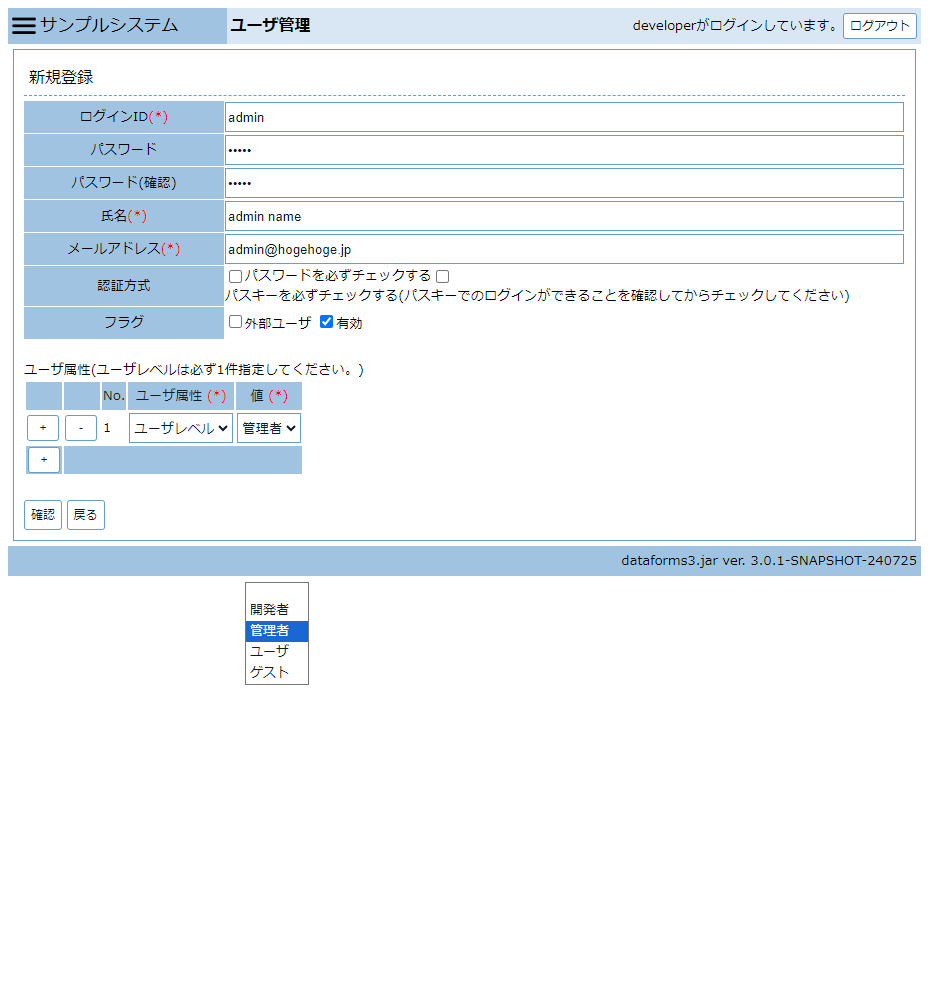 サンプルシステム ユーザ管理 developerがログインしています。 ログアウト
新規登録
ログインID(*) admin
パスワード •••••
パスワード(確認) •••••
氏名(*) admin name
メールアドレス(*) admin@hogehoge.jp
認証方式 パスワードを必ずチェックする
パスキーを必ずチェックする(パスキーでのログインができることを確認してからチェックしてください)
フラグ 外部ユーザ 有効
ユーザ属性(ユーザレベルは必ず1件指定してください。)
No. ユーザ属性 (*) 値 (*)
+ - 1 ユーザレベル 管理者
+
確認 戻る
dataforms3.jar ver. 3.0.1-SNAPSHOT-240725
開発者
管理者
ユーザ
ゲスト